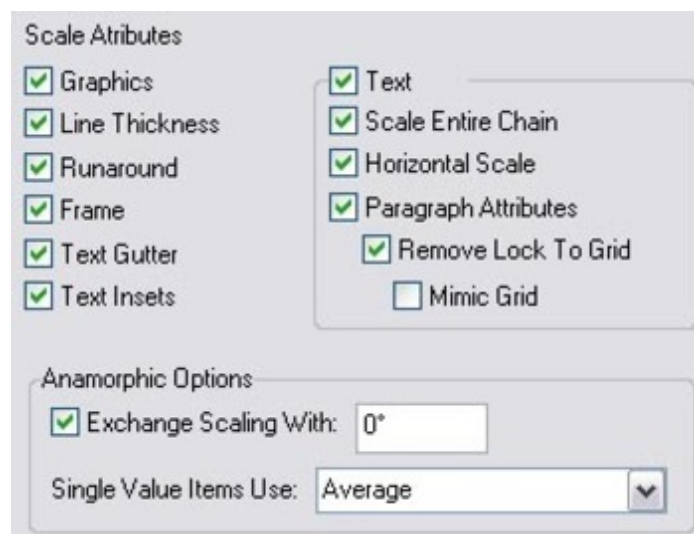 Scale Atributes
Graphics
Line Thickness
Runaround
Frame
Text Gutter
Text Insets
Text
Scale Entire Chain
Horizontal Scale
Paragraph Attributes
Remove Lock To Grid
Mimic Grid
Anamorphic Options
Exchange Scaling With: 0°
Single Value Items Use: Average